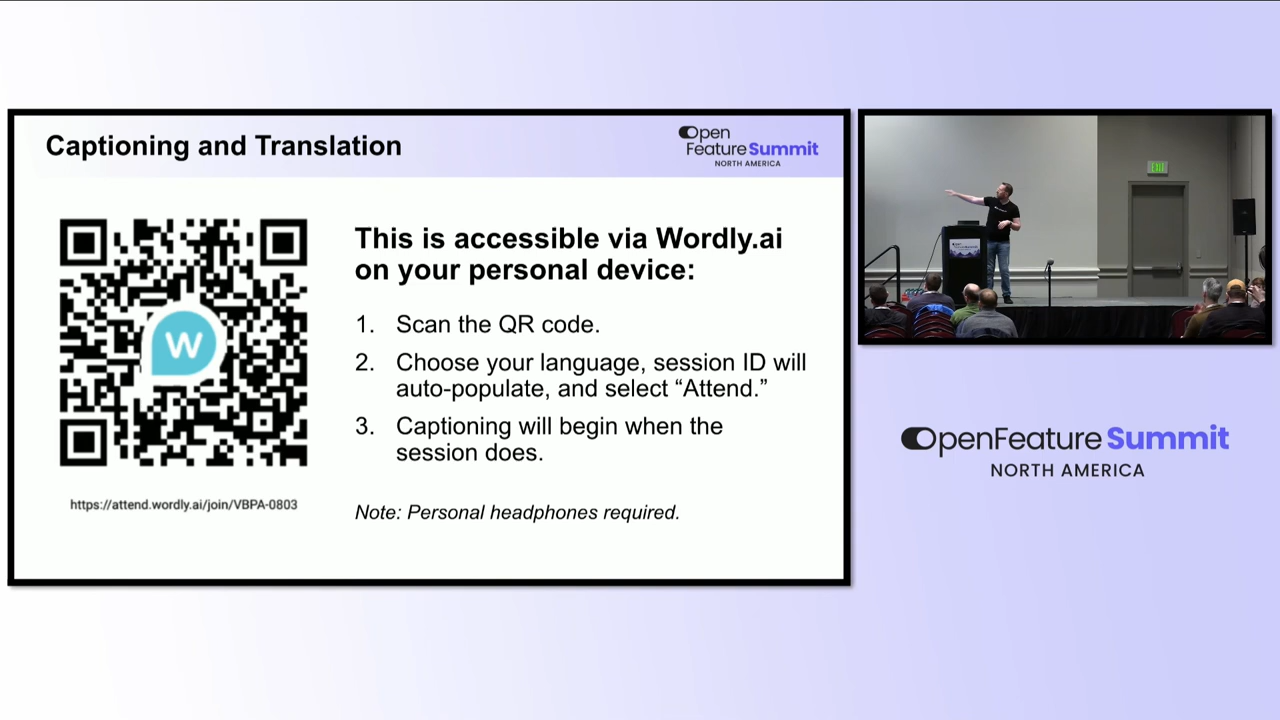 Captioning and Translation
Open
Feature Summit
NORTH AMERICA
This is accessible via Wordly.ai
on your personal device:
1. Scan the QR code.
2. Choose your language, session ID will
auto-populate, and select “Attend.”
3. Captioning will begin when the
session does.
Note: Personal headphones required.
W
https://attend.wordly.ai/join/VBPA-0803
EXIT
OpenFeature Summit
NORTH AMERICA